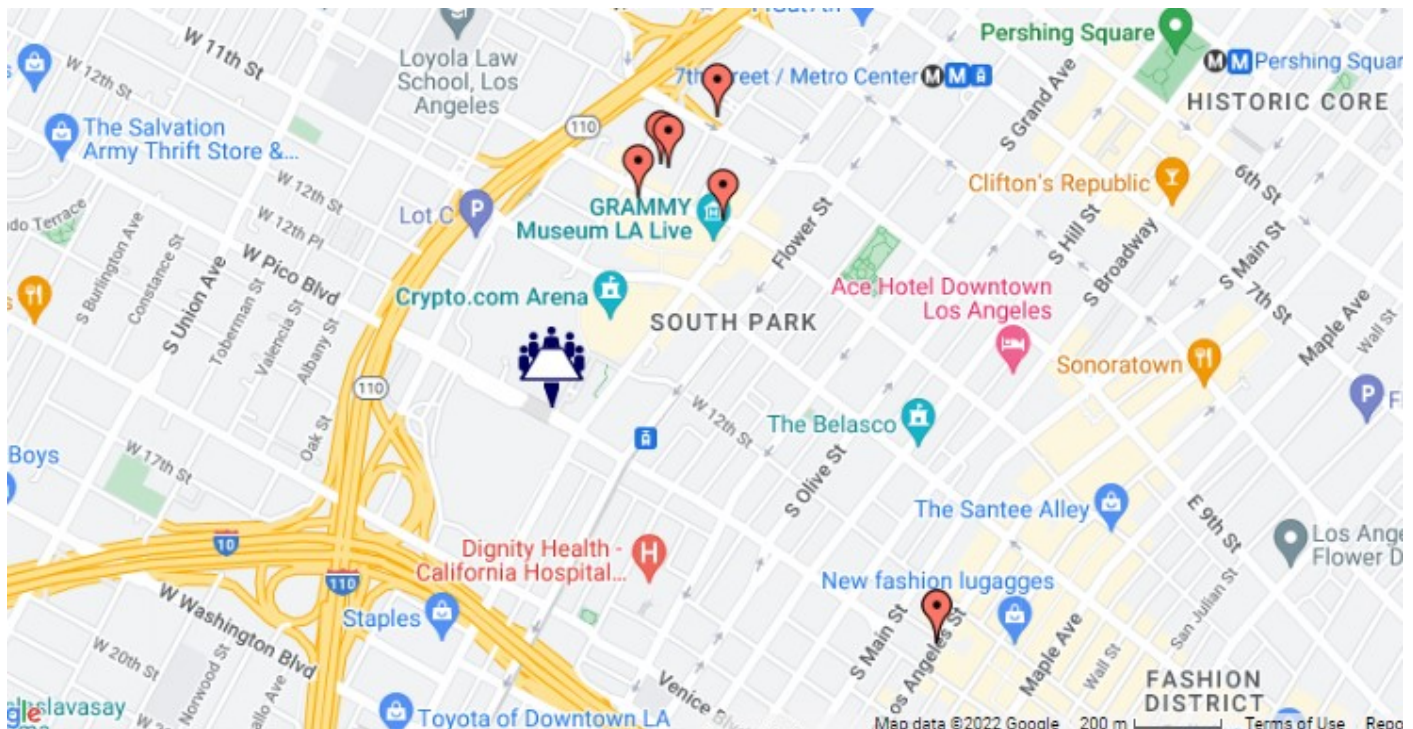 W 11th St
W 12th St
Loyola Law
School, Los
Angeles
110
7th Street / Metro Center
M
M
Pershing Square
M
M
Pershing Squar
HISTORIC CORE
S Grand Ave
The Salvation
Army Thrift Store &...
W 12th St
W 12th Pl
Lot C
P
GRAMMY
Museum LA Live
Clifton's Republic
6th St
S Main St
S Hill St
S Broadway
Flower St
do Terrace
S Burlington Ave
Constance St
S Union Ave
Toberman St
Valencia St
Albany St
W Pico Blvd
Crypto.com Arena
SOUTH PARK
Ace Hotel Downtown
Los Angeles
S 7th St
Maple Ave
Wall St
Sonoratown
P
110
Oak St
W 12th St
The Belasco
Boys
W 17th St
S Olive St
The Santee Alley
E 9th St
Los Ange
Flower D
10
110
Dignity Health -
California Hospital...
H
New fashion lugagges
San Julian St
W Washington Blvd
Staples
S Main St
Los Angeles St
Maple Ave
Wall St
W 20th St
Norwood St
Venice B
FASHION
DISTRICT
slavasay
gle
Toyota of Downtown LA
Map data ©2022 Google
200 m
Terms of Use
Repo